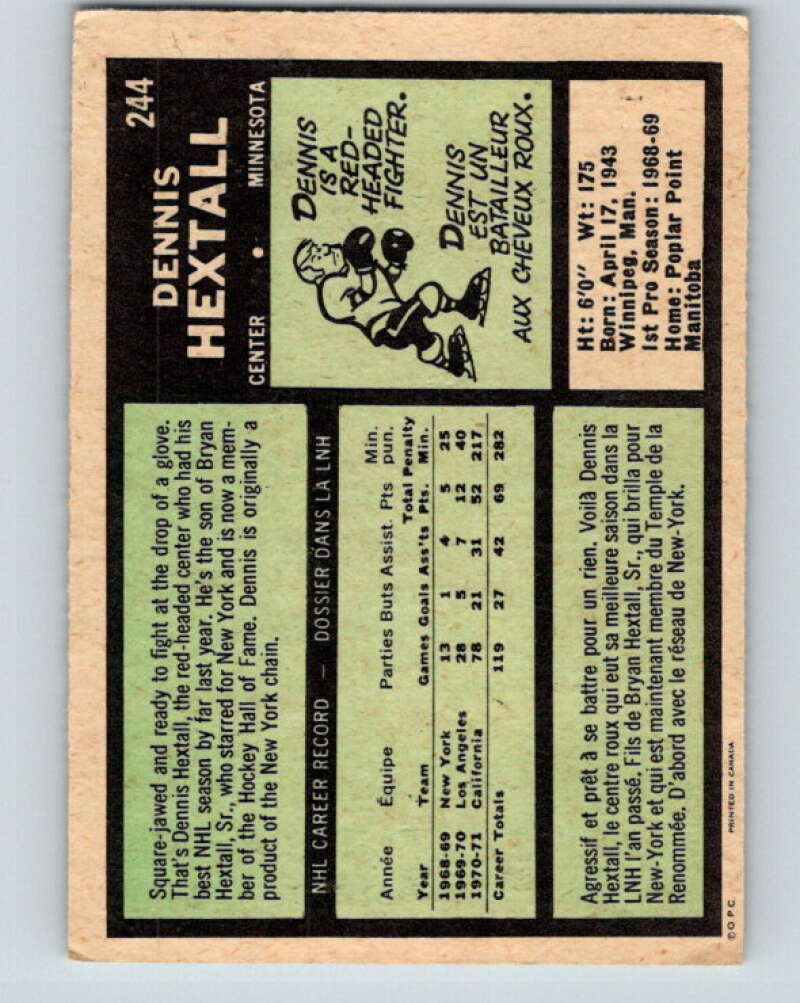 244
DENNIS
HEXTALL
CENTER • MINNESOTA
Square-jawed and ready to fight at the drop of a glove.
That's Dennis Hextall, the red-headed center who had his
best NHL season by far last year. He's the son of Bryan
Hextall, Sr., who starred for New York and is now a mem-
ber of the Hockey Hall of Fame. Dennis is originally a
product of the New York chain.
DENNIS
IS A
RED-
HEADED
FIGHTER.
DENNIS
EST UN
BATAILLEUR
AUX CHEVEUX ROUX.
NHL CAREER RECORD — DOSSIER DANS LA LNH
Année Équipe Parties Buts Assist. Pts Min. pun.
Year Team Games Goals Ass'ts Total Pts. Penalty Min.
1968-69 New York 13 1 4 5 25
1969-70 Los Angeles 28 5 7 12 40
1970-71 California 78 21 31 52 217
Career Totals 119 27 42 69 282
Ht: 6'0" Wt: 175
Born: April 17, 1943
Winnipeg, Man.
1st Pro Season: 1968-69
Home: Poplar Point
Manitoba
Agressif et prêt à se battre pour un rien. Voilà Dennis
Hextall, le centre roux qui eut sa meilleure saison dans la
LNH l'an passé. Fils de Bryan Hextall, Sr., qui brilla pour
New-York et qui est maintenant membre du Temple de la
Renommée. D'abord avec le réseau de New-York.
© O.P.C. PRINTED IN CANADA